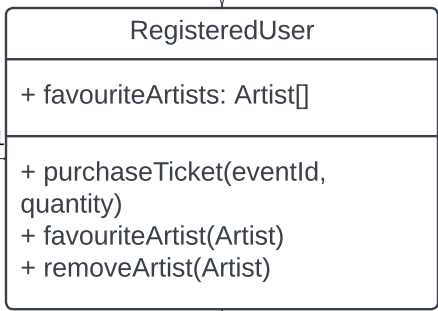 RegisteredUser
+ favouriteArtists: Artist[]
+ purchaseTicket(eventId,
quantity)
+ favouriteArtist(Artist)
+ removeArtist(Artist)